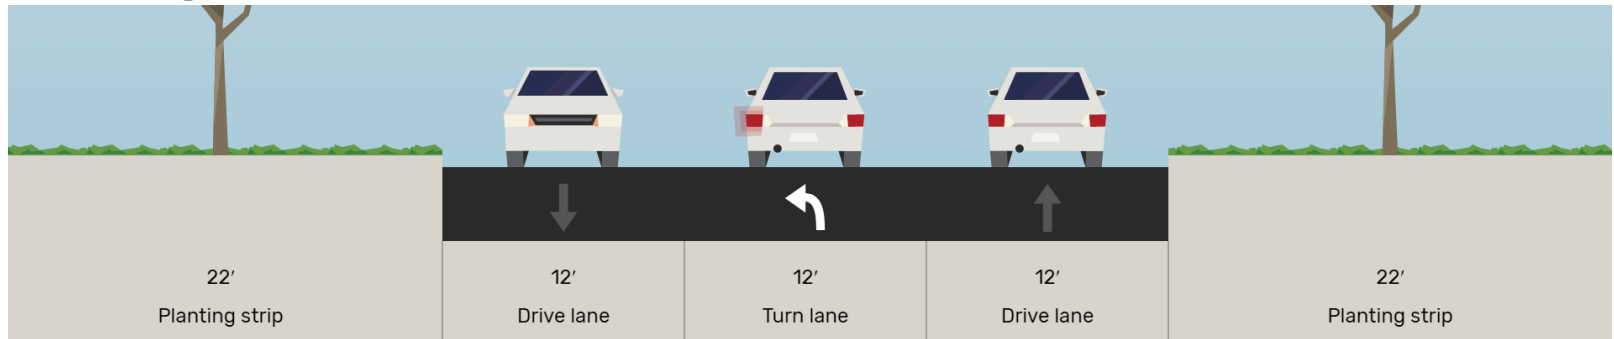 22′
12′
12′
12′
22′
Planting strip
Drive lane
Turn lane
Drive lane
Planting strip